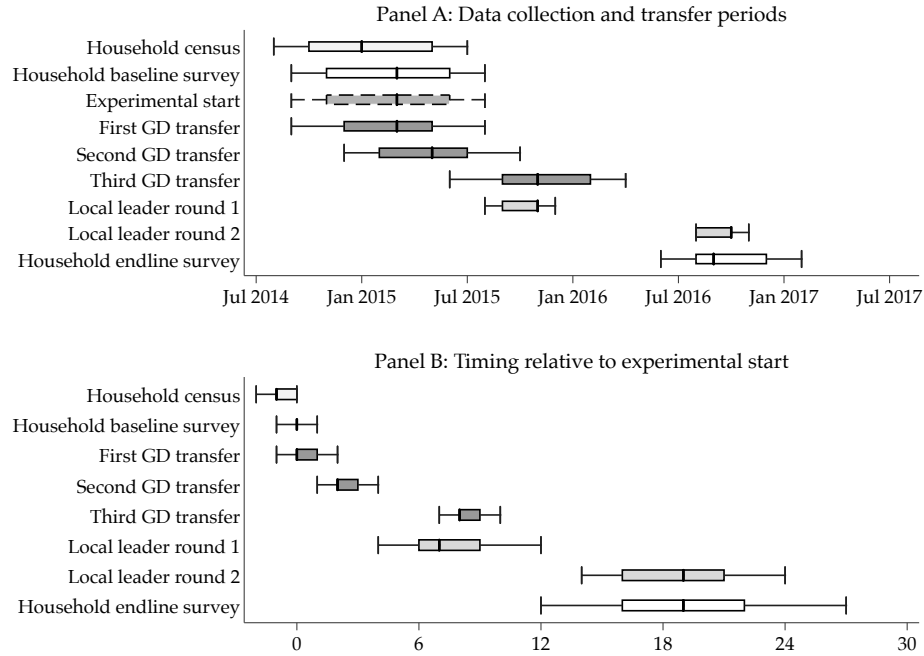 Panel A: Data collection and transfer periods
Household census
Household baseline survey
Experimental start
First GD transfer
Second GD transfer
Third GD transfer
Local leader round 1
Local leader round 2
Household endline survey
Jul 2014 Jan 2015 Jul 2015 Jan 2016 Jul 2016 Jan 2017 Jul 2017
Panel B: Timing relative to experimental start
Household census
Household baseline survey
First GD transfer
Second GD transfer
Third GD transfer
Local leader round 1
Local leader round 2
Household endline survey
0 6 12 18 24 30